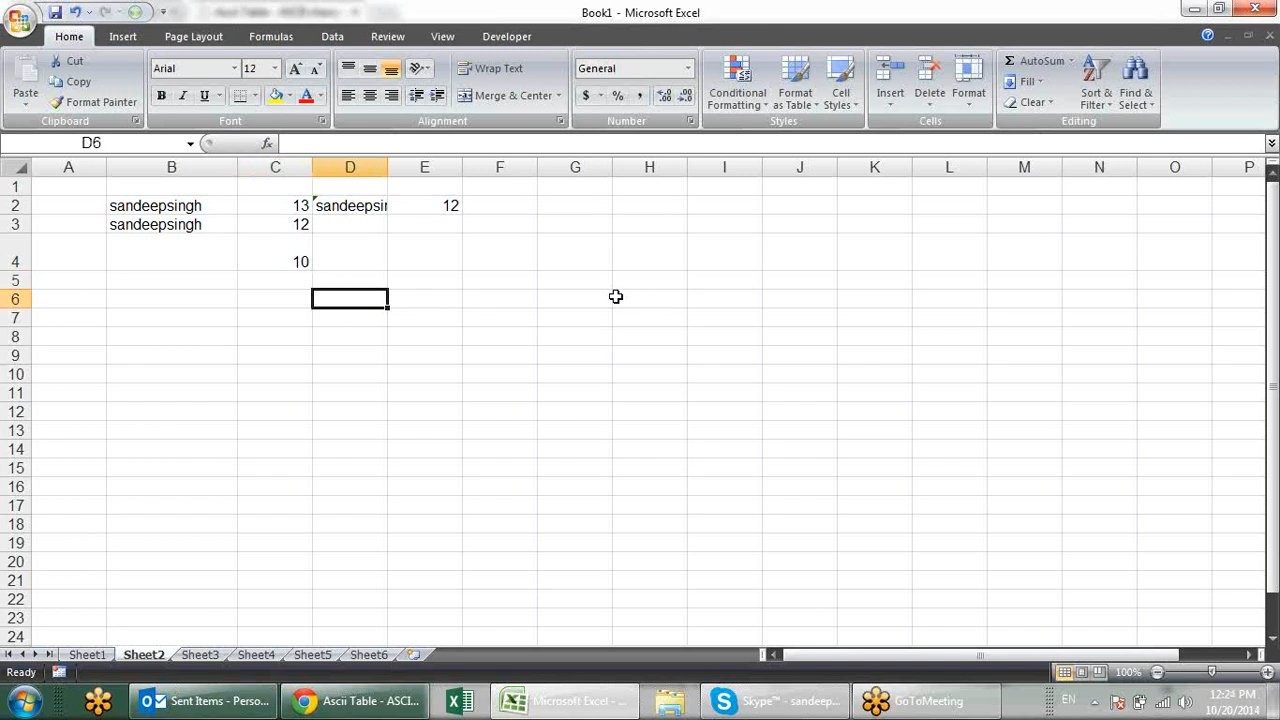 Book1 - Microsoft Excel
Home Insert Page Layout Formulas Data Review View Developer
Paste
Cut
Copy
Format Painter
Clipboard
Arial 12
Font
Wrap Text
Merge & Center
Alignment
General
Number
Conditional Formatting
Format as Table
Cell Styles
Styles
Insert Delete Format
Cells
AutoSum
Fill
Clear
Sort & Filter
Find & Select
Editing
D6 fx
A B C D E F G H I J K L M N O P
1
2 sandeepsingh 13 sandeepsin 12
3 sandeepsingh 12
4 10
5
6
7
8
9
10
11
12
13
14
15
16
17
18
19
20
21
22
23
24
Sheet1 Sheet2 Sheet3 Sheet4 Sheet5 Sheet6
Ready 100%
Sent Items - Perso... Ascii Table - ASCI... Microsoft Excel - ... Skype™ - sandeep... GoToMeeting EN 12:24 PM
10/20/2014